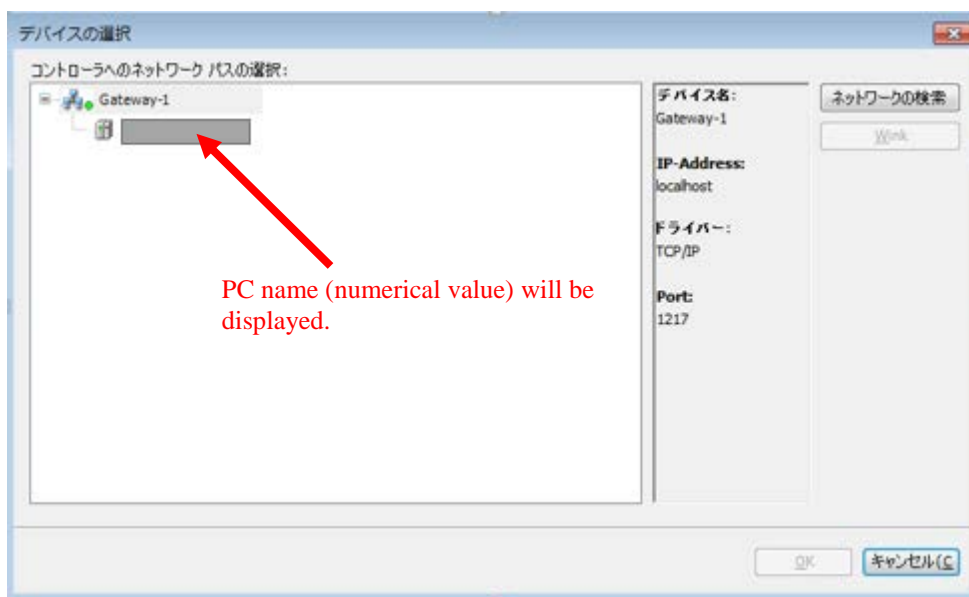 デバイスの選択
コントローラへのネットワーク パスの選択:
Gateway-1
PC name (numerical value) will be
displayed.
デバイス名:
Gateway-1
IP-Address:
localhost
ドライバー:
TCP/IP
Port:
1217
ネットワークの検索
Wink
OK
キャンセル(C